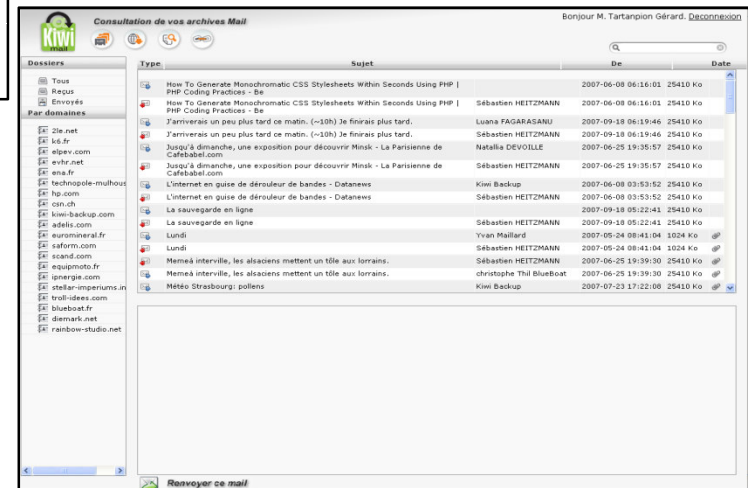 Consultation de vos archives Mail
Bonjour M. Tartanpion Gérard. Deconnexion
Kiwi
mail
Dossiers
Tous
Reçus
Envoyés
Par domaines
2le.net
k6.fr
elpev.com
evhr.net
ena.fr
technopole-mulhous
hp.com
csn.ch
kiwi-backup.com
adelis.com
euromineral.fr
saform.com
scand.com
equipmoto.fr
ipnergie.com
stellar-imperiums.in
troll-idees.com
blueboat.fr
diemark.net
rainbow-studio.net
Type Sujet De Date
How To Generate Monochromatic CSS Stylesheets Within Seconds Using PHP | 2007-06-08 06:16:01 25410 Ko
PHP Coding Practices - Be
How To Generate Monochromatic CSS Stylesheets Within Seconds Using PHP | Sébastien HEITZMANN 2007-06-08 06:16:01 25410 Ko
PHP Coding Practices - Be
J'arriverais un peu plus tard ce matin. (~10h) Je finirais plus tard. Luana FAGARASANU 2007-09-18 06:19:46 25410 Ko
J'arriverais un peu plus tard ce matin. (~10h) Je finirais plus tard. Sébastien HEITZMANN 2007-09-18 06:19:46 25410 Ko
Jusqu'à dimanche, une exposition pour découvrir Minsk - La Parisienne de Natallia DEVOILLE 2007-06-25 19:35:57 25410 Ko
Cafebabel.com
Jusqu'à dimanche, une exposition pour découvrir Minsk - La Parisienne de Sébastien HEITZMANN 2007-06-25 19:35:57 25410 Ko
Cafebabel.com
L'internet en guise de dérouleur de bandes - Datanews Kiwi Backup 2007-06-08 03:53:52 25410 Ko
L'internet en guise de dérouleur de bandes - Datanews Sébastien HEITZMANN 2007-06-08 03:53:52 25410 Ko
La sauvegarde en ligne 2007-09-18 05:22:41 25410 Ko
La sauvegarde en ligne Sébastien HEITZMANN 2007-09-18 05:22:41 25410 Ko
Lundi Yvan Maillard 2007-05-24 08:41:04 1024 Ko
Lundi Sébastien HEITZMANN 2007-05-24 08:41:04 1024 Ko
Memeá interville, les alsaciens mettent un tôle aux lorrains. Sébastien HEITZMANN 2007-06-25 19:39:30 25410 Ko
Memeá interville, les alsaciens mettent un tôle aux lorrains. christophe Thil BlueBoat 2007-06-25 19:39:30 25410 Ko
Météo Strasbourg: pollens Kiwi Backup 2007-07-23 17:22:08 25410 Ko
Renvoyer ce mail